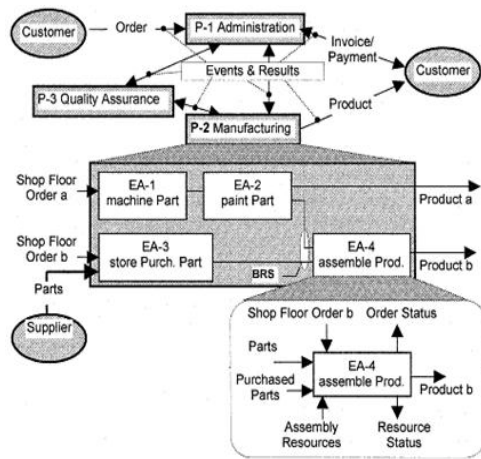 Customer
Order
P-1 Administration
Invoice/
Payment
Customer
Events & Results
P-3 Quality Assurance
Product
P-2 Manufacturing
Shop Floor
Order a
EA-1
machine Part
EA-2
paint Part
Product a
Shop Floor
Order b
EA-3
store Purch. Part
EA-4
assemble Prod.
Product b
BRS
Parts
Supplier
Shop Floor Order b
Order Status
Parts
EA-4
assemble Prod.
Purchased
Parts
Product b
Assembly
Resources
Resource
Status